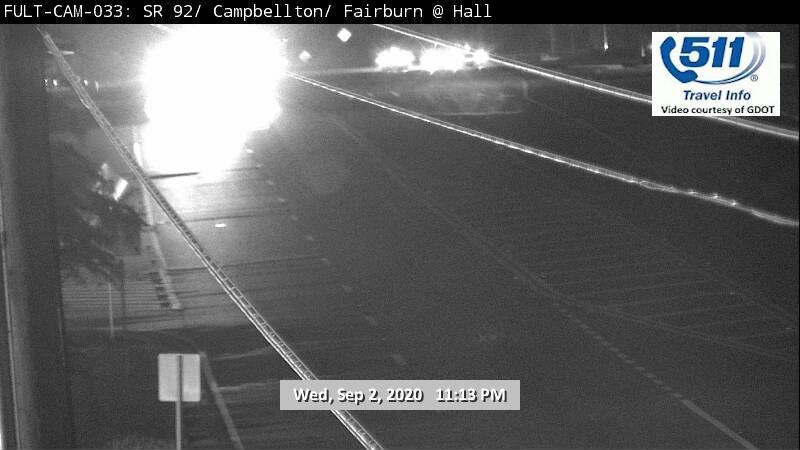 FULT-CAM-033: SR 92/ Campbellton/ Fairburn @ Hall
511
®
Travel Info
Video courtesy of GDOT
Wed, Sep 2, 2020 11:13 PM